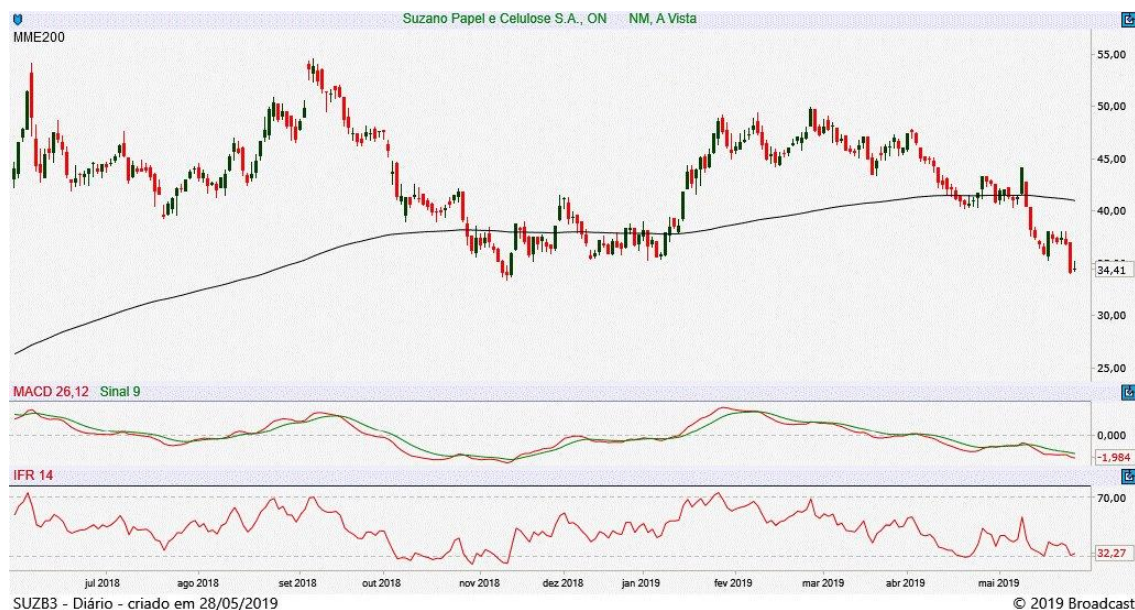 Suzano Papel e Celulose S.A., ON NM, A Vista
MME200
55,00
50,00
45,00
40,00
34,41
30,00
25,00
MACD 26,12 Sinal 9
0,000
-1,984
IFR 14
70,00
32,27
jul 2018 ago 2018 set 2018 out 2018 nov 2018 dez 2018 jan 2019 fev 2019 mar 2019 abr 2019 mai 2019
SUZB3 - Diário - criado em 28/05/2019 © 2019 Broadcast